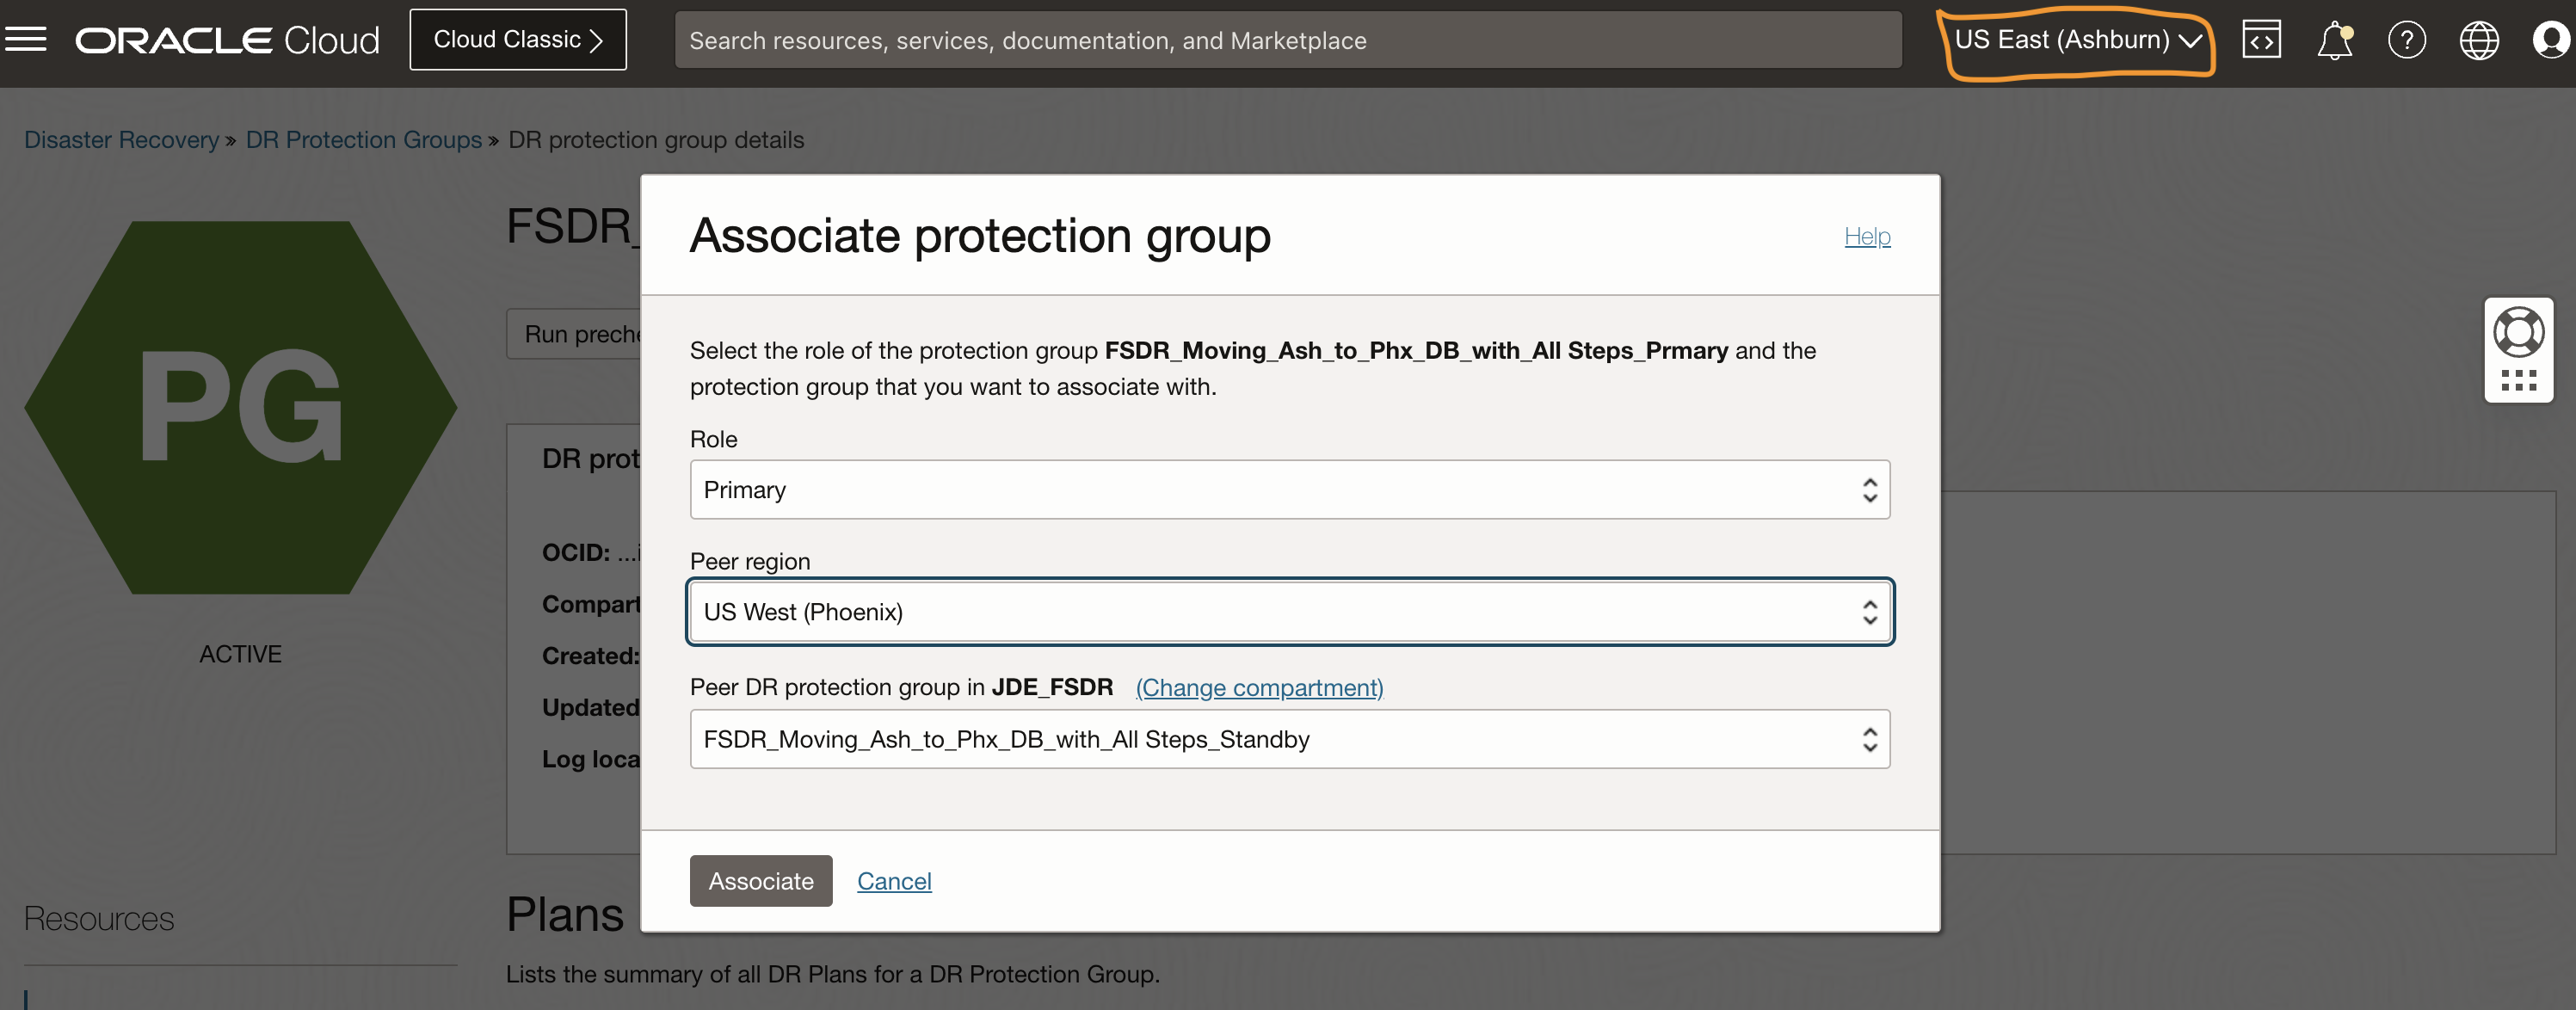 ORACLE Cloud
Cloud Classic
Search resources, services, documentation, and Marketplace
US East (Ashburn)
Disaster Recovery » DR Protection Groups » DR protection group details
PG
ACTIVE
FSDR_
Run preche
DR prot
OCID: ...i
Compart
Created:
Updated
Log loca
Associate protection group
Help
Select the role of the protection group FSDR_Moving_Ash_to_Phx_DB_with_All Steps_Prmary and the
protection group that you want to associate with.
Role
Primary
Peer region
US West (Phoenix)
Peer DR protection group in JDE_FSDR (Change compartment)
FSDR_Moving_Ash_to_Phx_DB_with_All Steps_Standby
Associate
Cancel
Resources
Plans
Lists the summary of all DR Plans for a DR Protection Group.